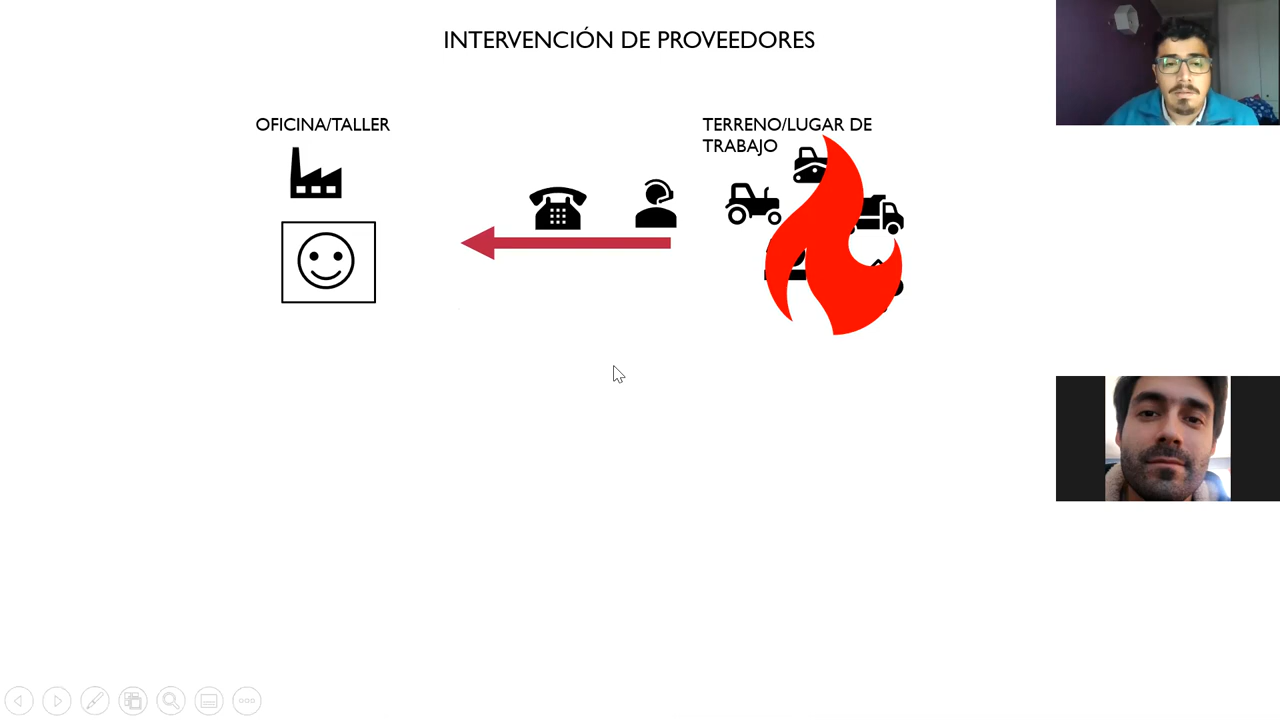 INTERVENCIÓN DE PROVEEDORES
OFICINA/TALLER
TERRENO/LUGAR DE
TRABAJO